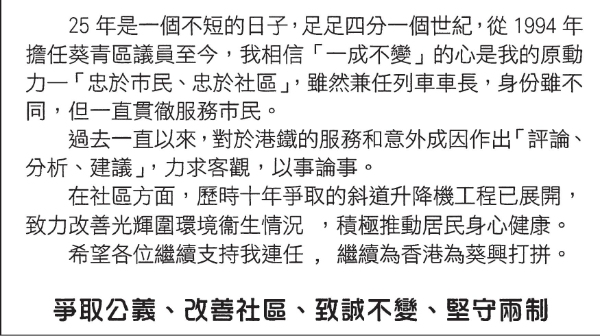 25 年是一個不短的日子，足足四分一個世紀，從 1994 年
擔任葵青區議員至今，我相信「一成不變」的心是我的原動
力—「忠於市民、忠於社區」，雖然兼任列車車長，身份雖不
同，但一直貫徹服務市民。
過去一直以來，對於港鐵的服務和意外成因作出「評論、
分析、建議」，力求客觀，以事論事。
在社區方面，歷時十年爭取的斜道升降機工程已展開，
致力改善光輝圍環境衞生情況 ，積極推動居民身心健康。
希望各位繼續支持我連任 ， 繼續為香港為葵興打拼。
爭取公義、改善社區、致誠不變、堅守兩制